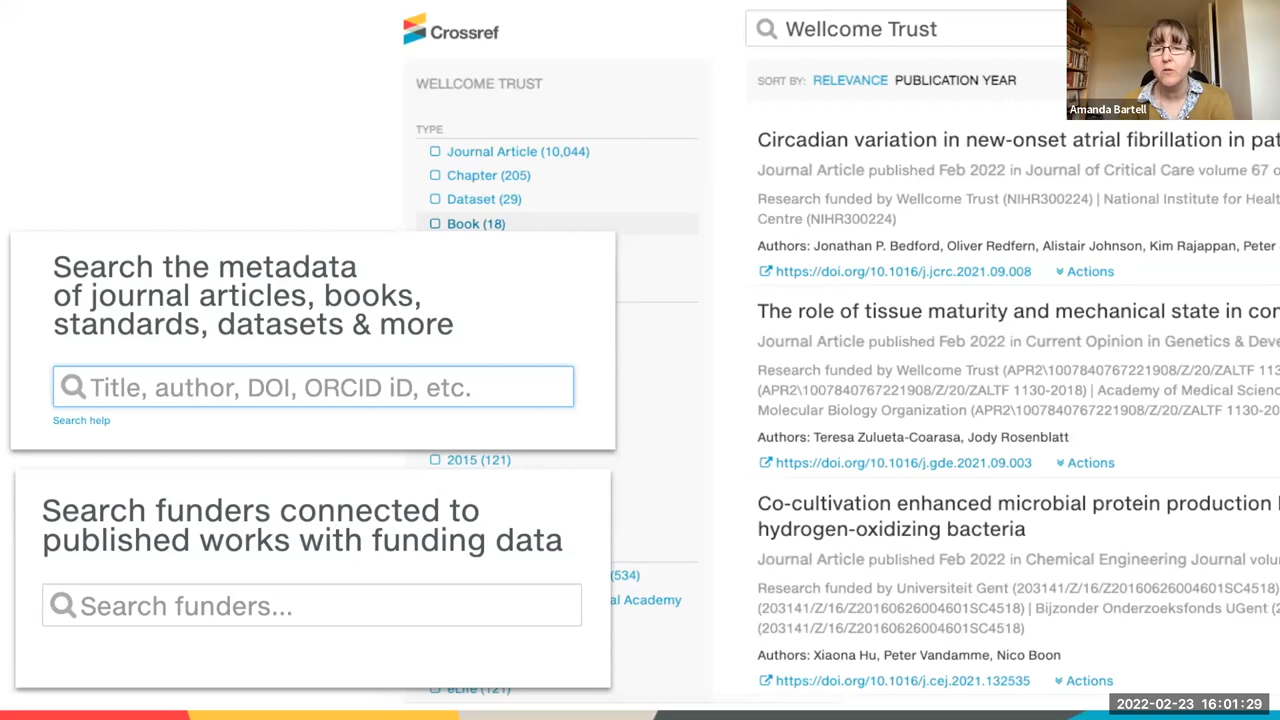 Crossref
WELLCOME TRUST
TYPE
Journal Article (10,044)
Chapter (205)
Dataset (29)
Book (18)
Search the metadata
of journal articles, books,
standards, datasets & more
Title, author, DOI, ORCID iD, etc.
Search help
2015 (121)
Search funders connected to
published works with funding data
Search funders...
(534)
al Academy
eLife (121)
Wellcome Trust
SORT BY: RELEVANCE PUBLICATION YEAR
Circadian variation in new-onset atrial fibrillation in pat
Journal Article published Feb 2022 in Journal of Critical Care volume 67 o
Research funded by Wellcome Trust (NIHR300224) | National Institute for Heal
Centre (NIHR300224)
Authors: Jonathan P. Bedford, Oliver Redfern, Alistair Johnson, Kim Rajappan, Peter
https://doi.org/10.1016/j.jcrc.2021.09.008 Actions
The role of tissue maturity and mechanical state in con
Journal Article published Feb 2022 in Current Opinion in Genetics & Deve
Research funded by Wellcome Trust (APR2\1007840767221908/Z/20/ZALTF 113
(APR2\1007840767221908/Z/20/ZALTF 1130-2018) | Academy of Medical Scienc
Molecular Biology Organization (APR2\1007840767221908/Z/20/ZALTF 1130-20
Authors: Teresa Zulueta-Coarasa, Jody Rosenblatt
https://doi.org/10.1016/j.gde.2021.09.003 Actions
Co-cultivation enhanced microbial protein production
hydrogen-oxidizing bacteria
Journal Article published Feb 2022 in Chemical Engineering Journal volu
Research funded by Universiteit Gent (203141/Z/16/Z20160626004601SC4518)
(203141/Z/16/Z20160626004601SC4518) | Bijzonder Onderzoeksfonds UGent (2
(203141/Z/16/Z20160626004601SC4518)
Authors: Xiaona Hu, Peter Vandamme, Nico Boon
https://doi.org/10.1016/j.cej.2021.132535 Actions
Amanda Bartell
2022-02-23 16:01:29